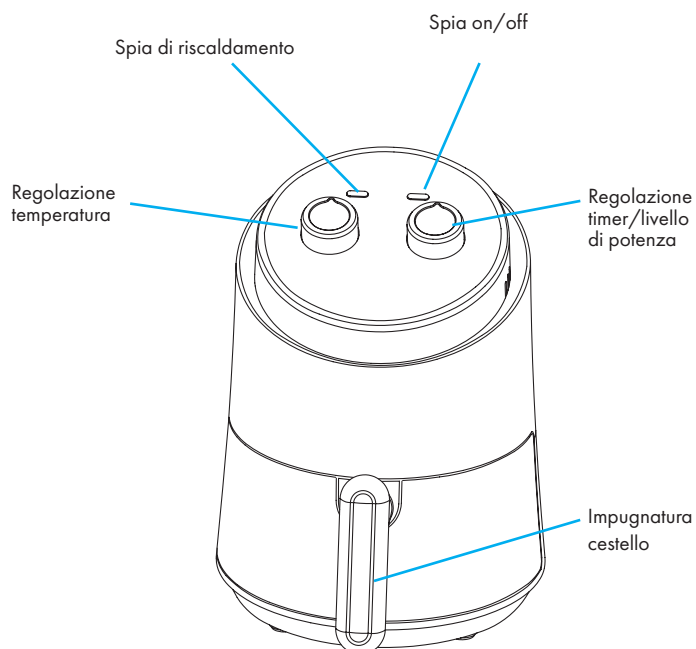 Spia on/off
Spia di riscaldamento
Regolazione
temperatura
Regolazione
timer/livello
di potenza
Impugnatura
cestello